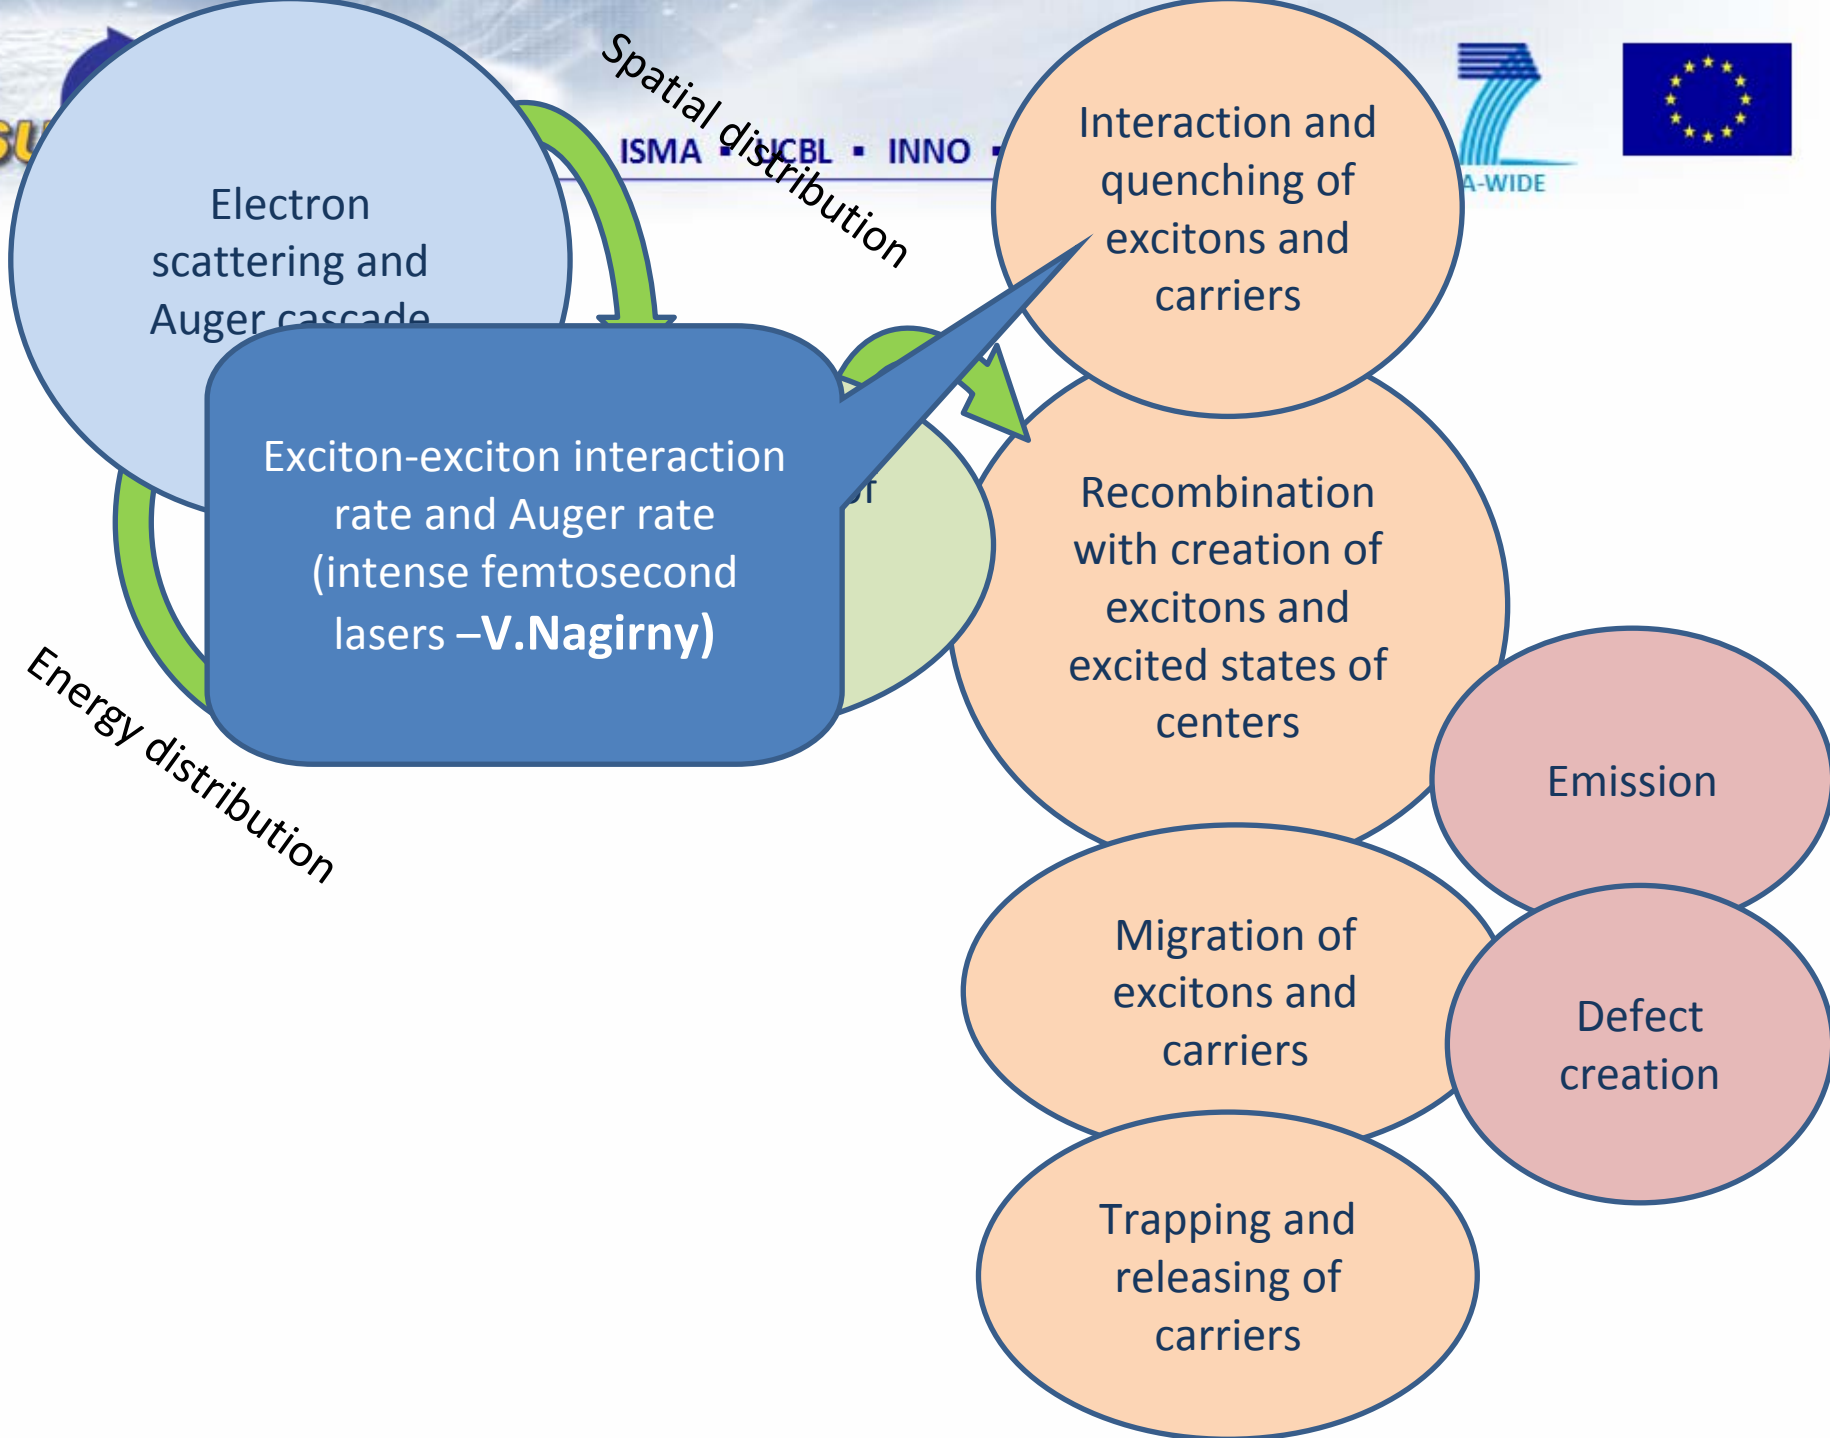 ISMA ▪ UCBL ▪ INNO ▪
A-WIDE
Electron
scattering and
Auger cascade
Spatial distribution
Interaction and
quenching of
excitons and
carriers
Exciton-exciton interaction
rate and Auger rate
(intense femtosecond
lasers –V.Nagirny)
of
Energy distribution
Recombination
with creation of
excitons and
excited states of
centers
Emission
Migration of
excitons and
carriers
Defect
creation
Trapping and
releasing of
carriers